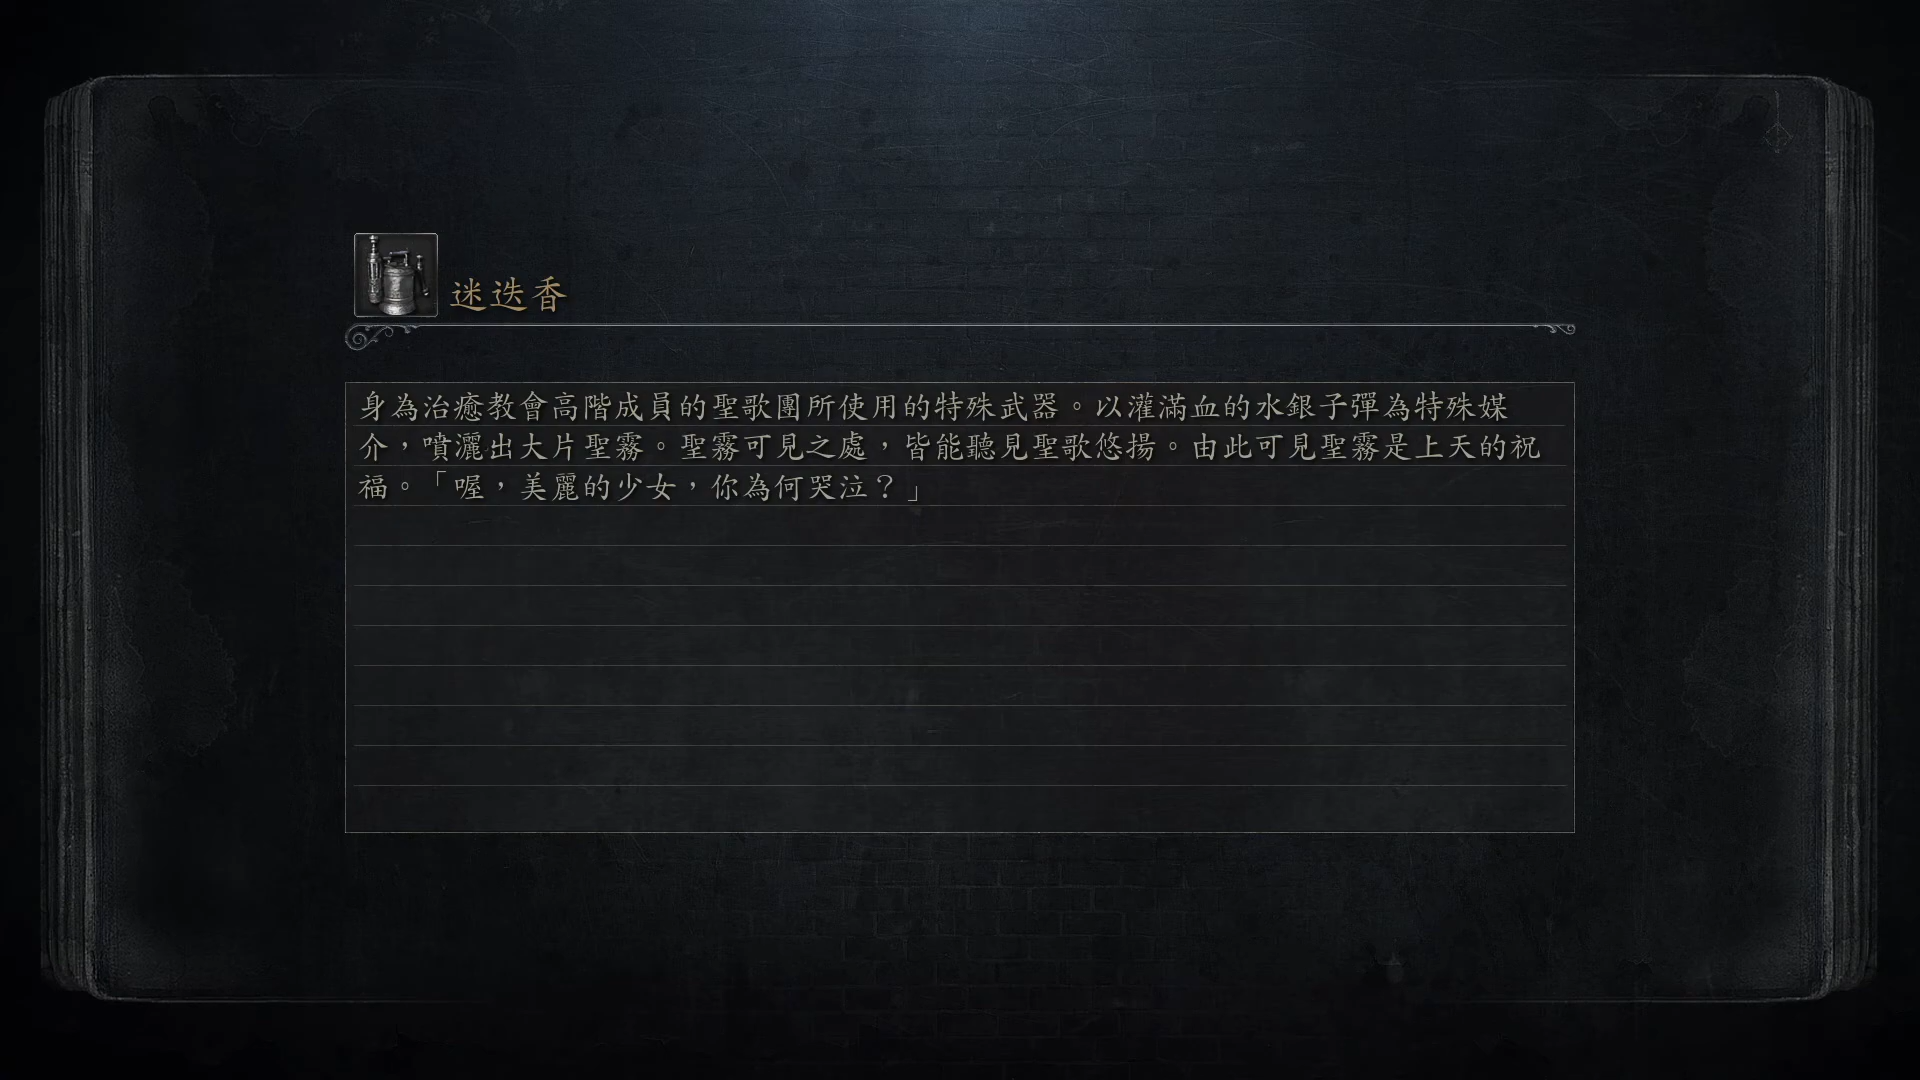 迷迭香
身為治癒教會高階成員的聖歌團所使用的特殊武器。以灌滿血的水銀子彈為特殊媒
介，噴灑出大片聖霧。聖霧可見之處，皆能聽見聖歌悠揚。由此可見聖霧是上天的祝
福。「喔，美麗的少女，你為何哭泣？」